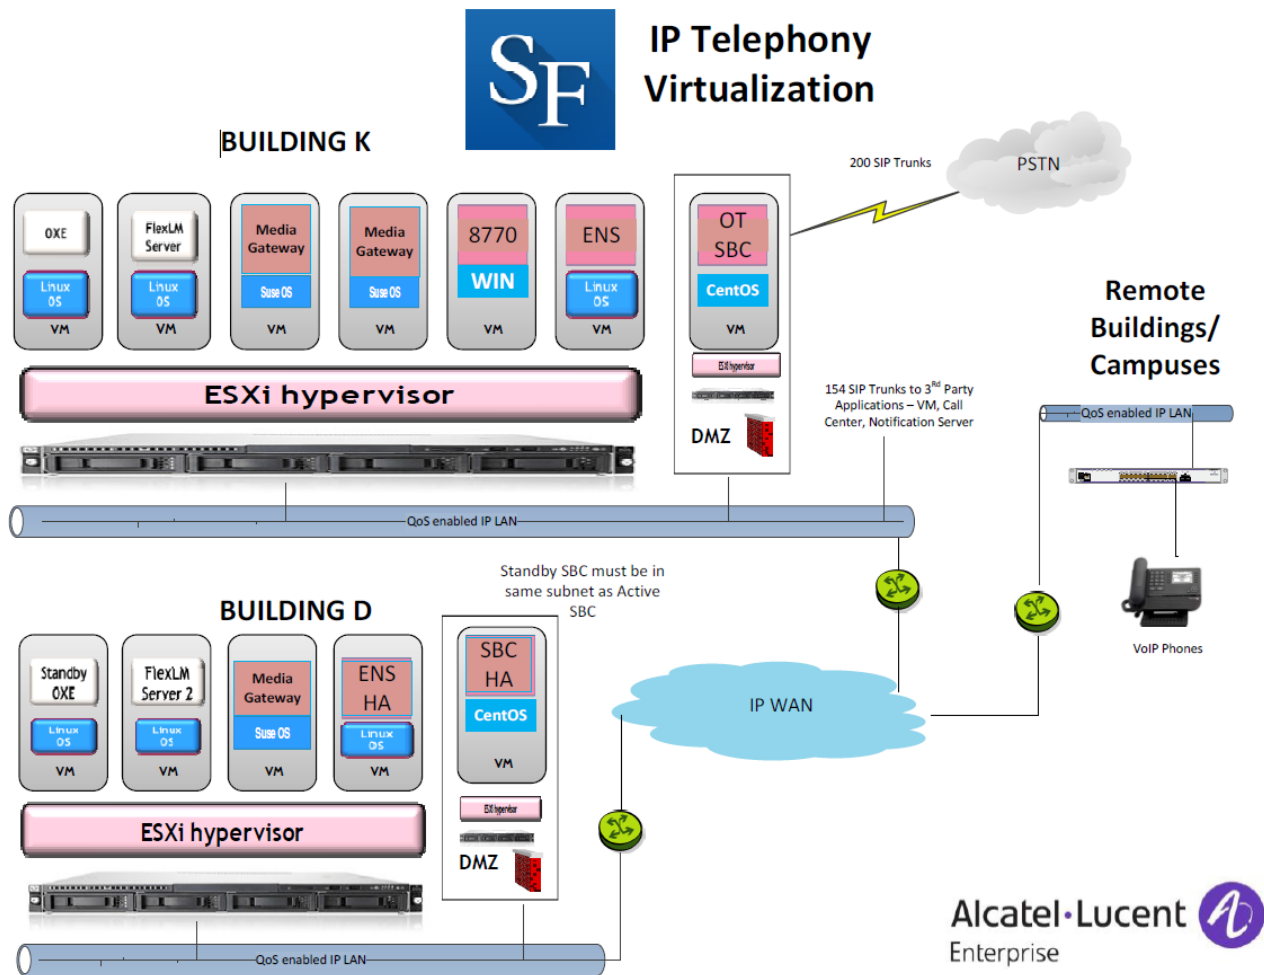 SF
IP Telephony
Virtualization
BUILDING K
200 SIP Trunks
PSTN
OXE
Linux
OS
VM
FlexLM
Server
Linux
OS
VM
Media
Gateway
Suse OS
VM
Media
Gateway
Suse OS
VM
8770
WIN
VM
ENS
Linux
OS
VM
OT
SBC
CentOS
VM
ESXi hypervisor
DMZ
ESXi hypervisor
154 SIP Trunks to 3Rd Party
Applications – VM, Call
Center, Notification Server
Remote
Buildings/
Campuses
QoS enabled IP LAN
QoS enabled IP LAN
VoIP Phones
Standby SBC must be in
same subnet as Active
SBC
BUILDING D
Standby
OXE
Linux
OS
VM
FlexLM
Server 2
Linux
OS
VM
Media
Gateway
Suse OS
VM
ENS
HA
Linux
OS
VM
SBC
HA
CentOS
VM
ESXi hypervisor
DMZ
ESXi hypervisor
IP WAN
QoS enabled IP LAN
Alcatel·Lucent
Enterprise